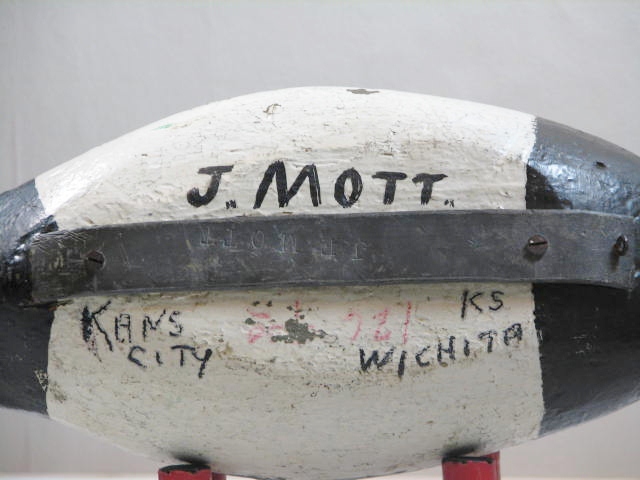 J. MOTT.
KANS CITY
KS WICHITA